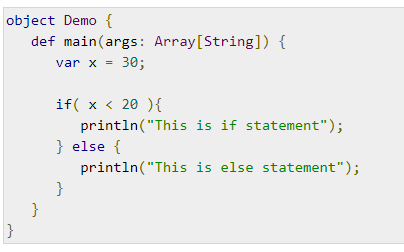 object Demo {
   def main(args: Array[String]) {
      var x = 30;

      if( x < 20 ){
         println("This is if statement");
      } else {
         println("This is else statement");
      }
   }
}